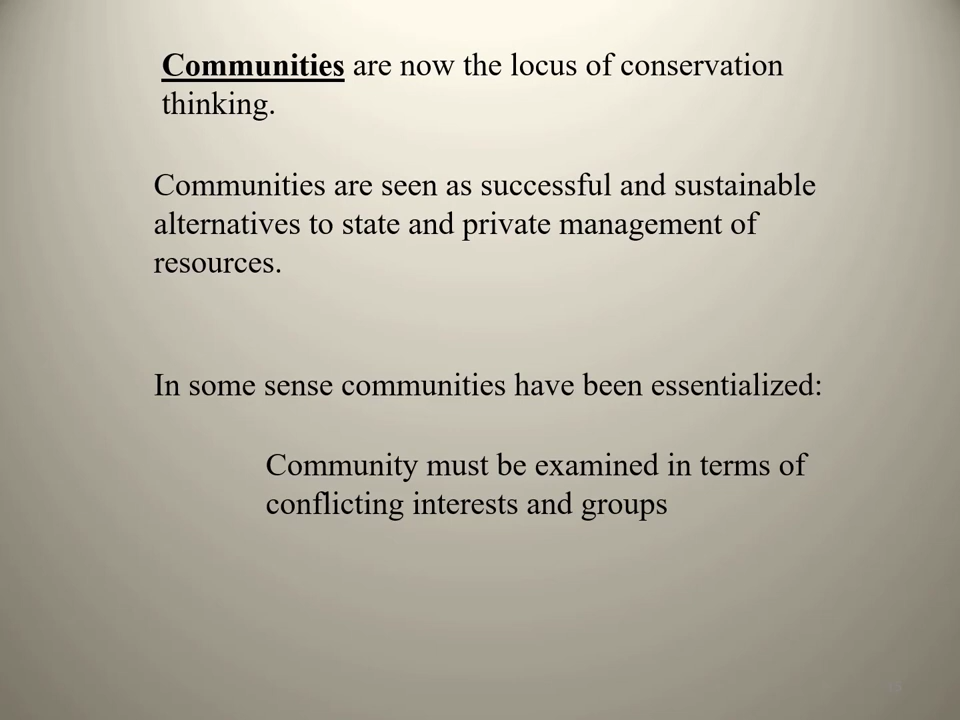 Communities are now the locus of conservation
thinking.
Communities are seen as successful and sustainable
alternatives to state and private management of
resources.
In some sense communities have been essentialized:
Community must be examined in terms of
conflicting interests and groups